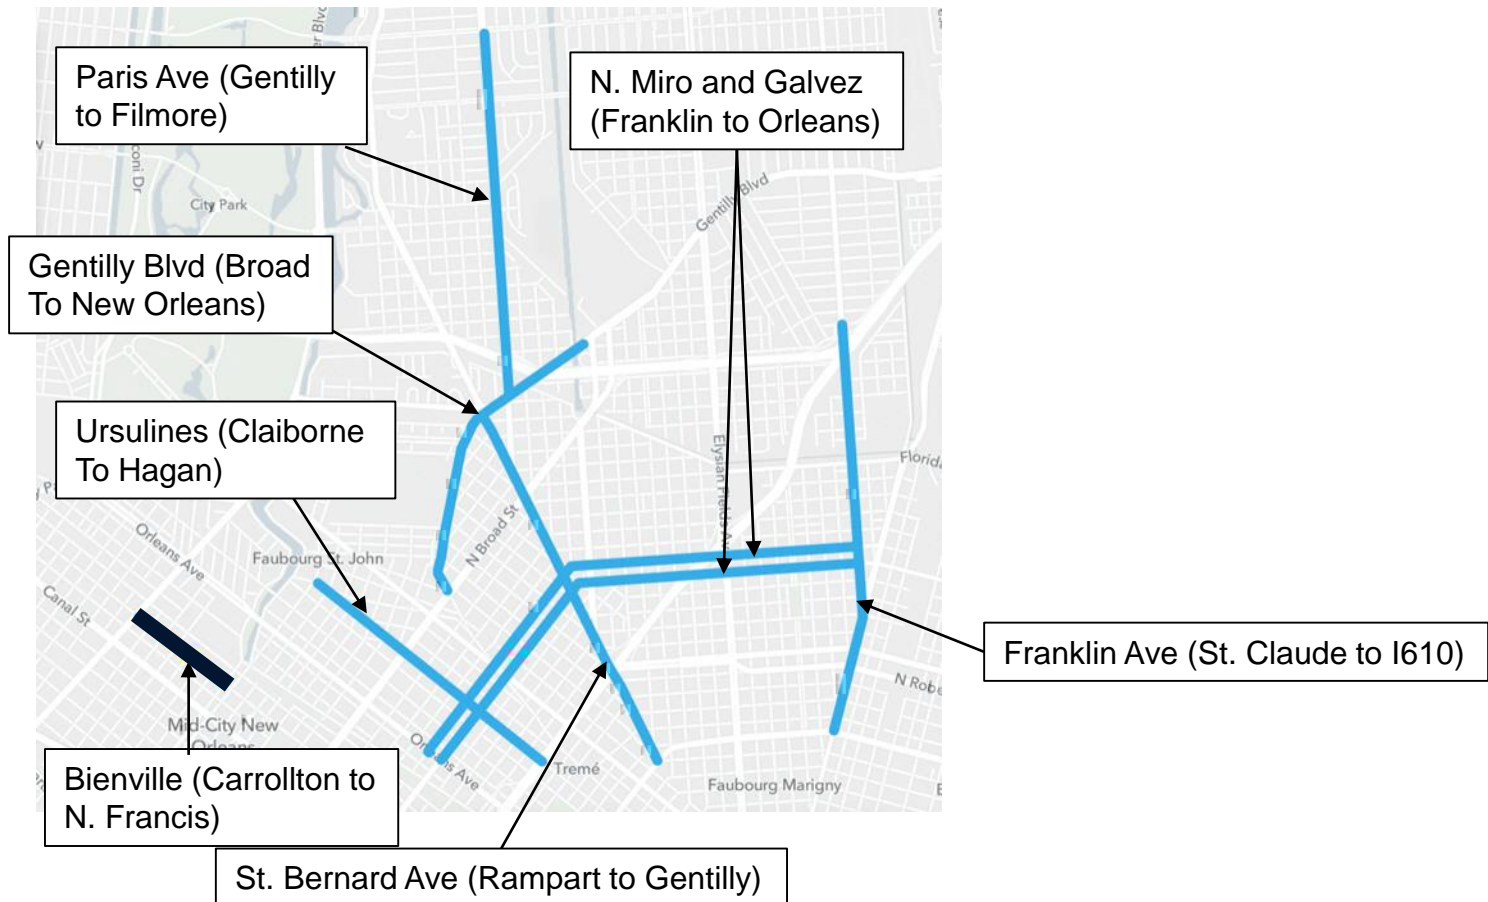 Paris Ave (Gentilly
to Filmore)
N. Miro and Galvez
(Franklin to Orleans)
City Park
Gentilly Blvd
Gentilly Blvd (Broad
To New Orleans)
Ursulines (Claiborne
To Hagan)
Elysian Fields
Florida
N Broad St
Orleans Ave
Faubourg St. John
Canal St
Franklin Ave (St. Claude to I610)
Mid-City New
Orleans
Orleans Ave
Tremé
Faubourg Marigny
Bienville (Carrollton to
N. Francis)
St. Bernard Ave (Rampart to Gentilly)